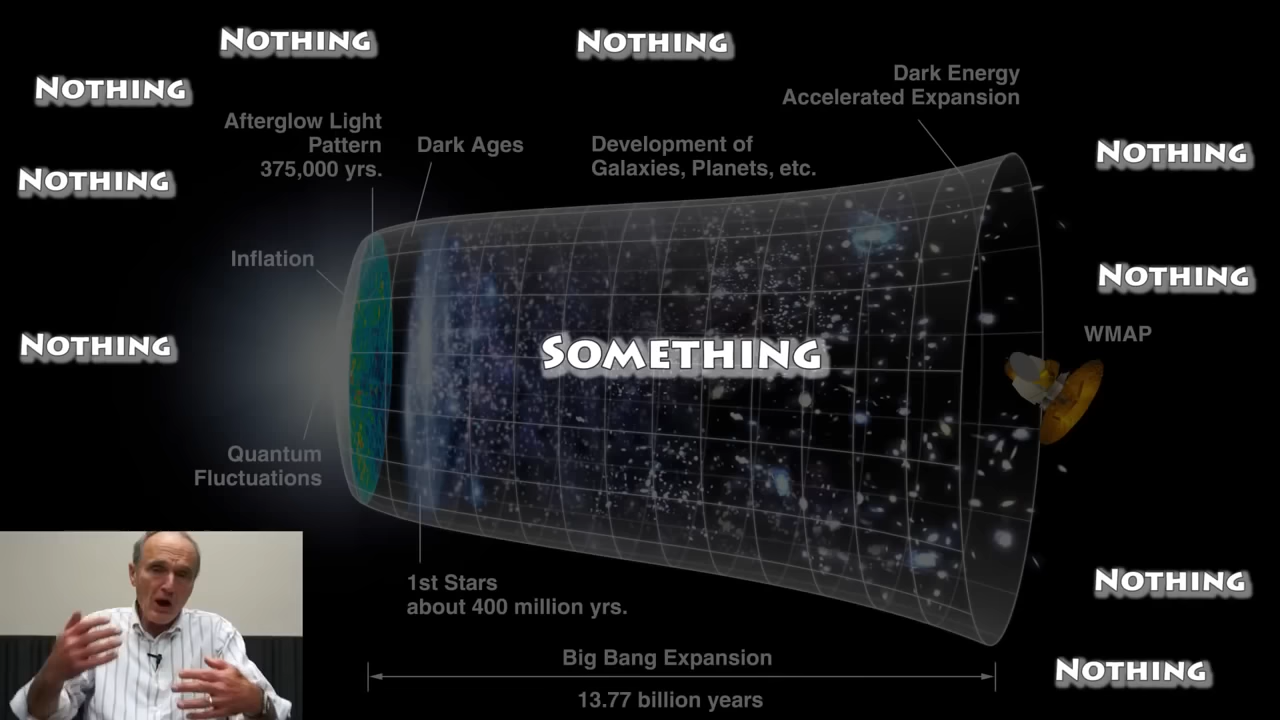 Nothing
Nothing
Nothing
Dark Energy
Accelerated Expansion
Afterglow Light
Pattern
375,000 yrs.
Dark Ages
Development of
Galaxies, Planets, etc.
Nothing
Nothing
Inflation
Nothing
WMAP
Nothing
Something
Quantum
Fluctuations
1st Stars
about 400 million yrs.
Nothing
Big Bang Expansion
13.77 billion years
Nothing